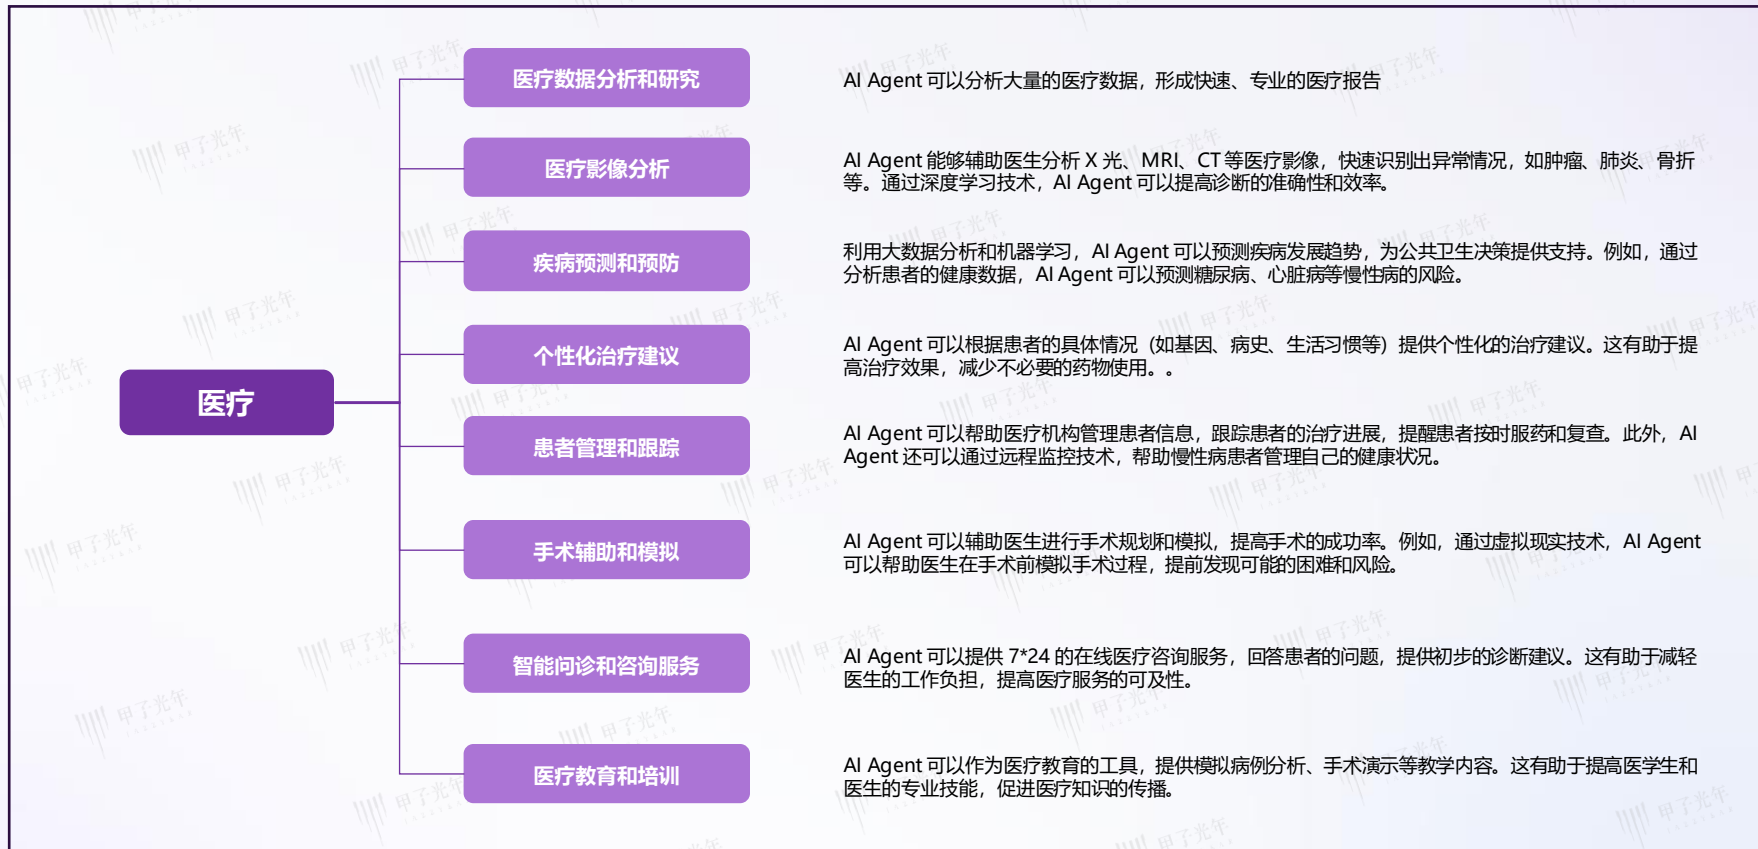 医疗
医疗数据分析和研究
AI Agent 可以分析大量的医疗数据，形成快速、专业的医疗报告
医疗影像分析
AI Agent 能够辅助医生分析 X 光、MRI、CT 等医疗影像，快速识别出异常情况，如肿瘤、肺炎、骨折
等。通过深度学习技术，AI Agent 可以提高诊断的准确性和效率。
疾病预测和预防
利用大数据分析和机器学习，AI Agent 可以预测疾病发展趋势，为公共卫生决策提供支持。例如，通过
分析患者的健康数据，AI Agent 可以预测糖尿病、心脏病等慢性病的风险。
个性化治疗建议
AI Agent 可以根据患者的具体情况（如基因、病史、生活习惯等）提供个性化的治疗建议。这有助于提
高治疗效果，减少不必要的药物使用。。
患者管理和跟踪
AI Agent 可以帮助医疗机构管理患者信息，跟踪患者的治疗进展，提醒患者按时服药和复查。此外，AI
Agent 还可以通过远程监控技术，帮助慢性病患者管理自己的健康状况。
手术辅助和模拟
AI Agent 可以辅助医生进行手术规划和模拟，提高手术的成功率。例如，通过虚拟现实技术，AI Agent
可以帮助医生在手术前模拟手术过程，提前发现可能的困难和风险。
智能问诊和咨询服务
AI Agent 可以提供 7*24 的在线医疗咨询服务，回答患者的问题，提供初步的诊断建议。这有助于减轻
医生的工作负担，提高医疗服务的可及性。
医疗教育和培训
AI Agent 可以作为医疗教育的工具，提供模拟病例分析、手术演示等教学内容。这有助于提高医学生和
医生的专业技能，促进医疗知识的传播。
甲子光年